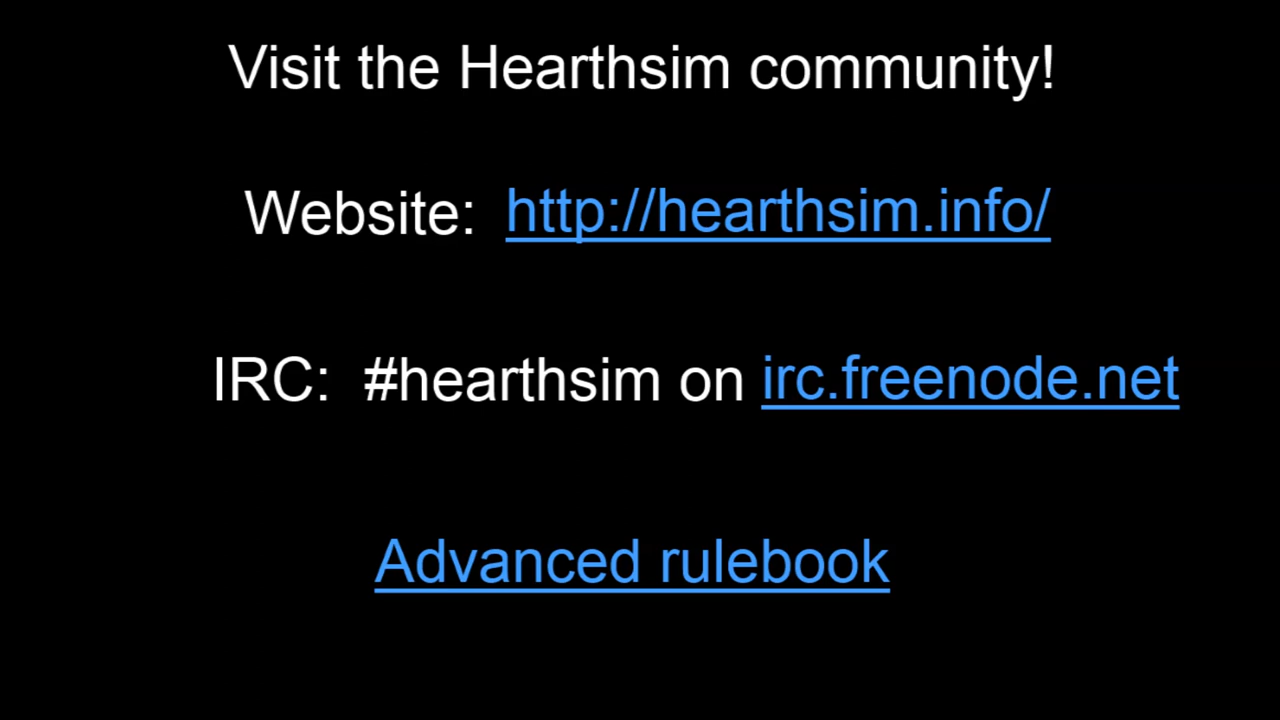 Visit the Hearthsim community!
Website: http://hearthsim.info/
IRC: #hearthsim on irc.freenode.net
Advanced rulebook